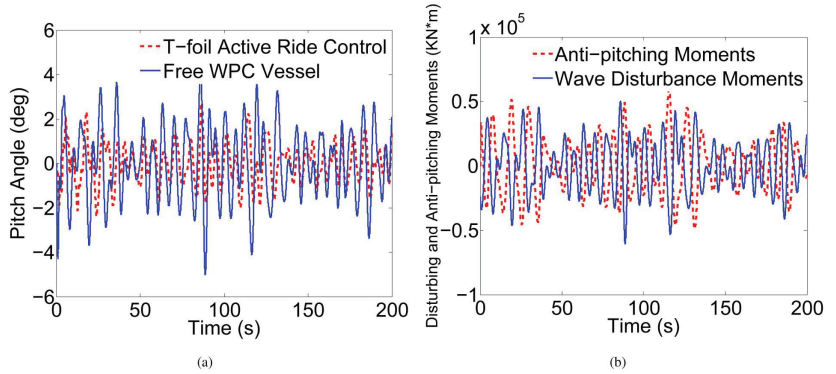 6
4
2
0
−2
−4
−6
0
50
100
150
200
Pitch Angle (deg)
Time (s)
T−foil Active Ride Control
Free WPC Vessel
(a)
1 x 10^5
0.5
0
−0.5
−1
0
50
100
150
200
Disturbing and Anti−pitching Moments (KN*m)
Time (s)
Anti−pitching Moments
Wave Disturbance Moments
(b)